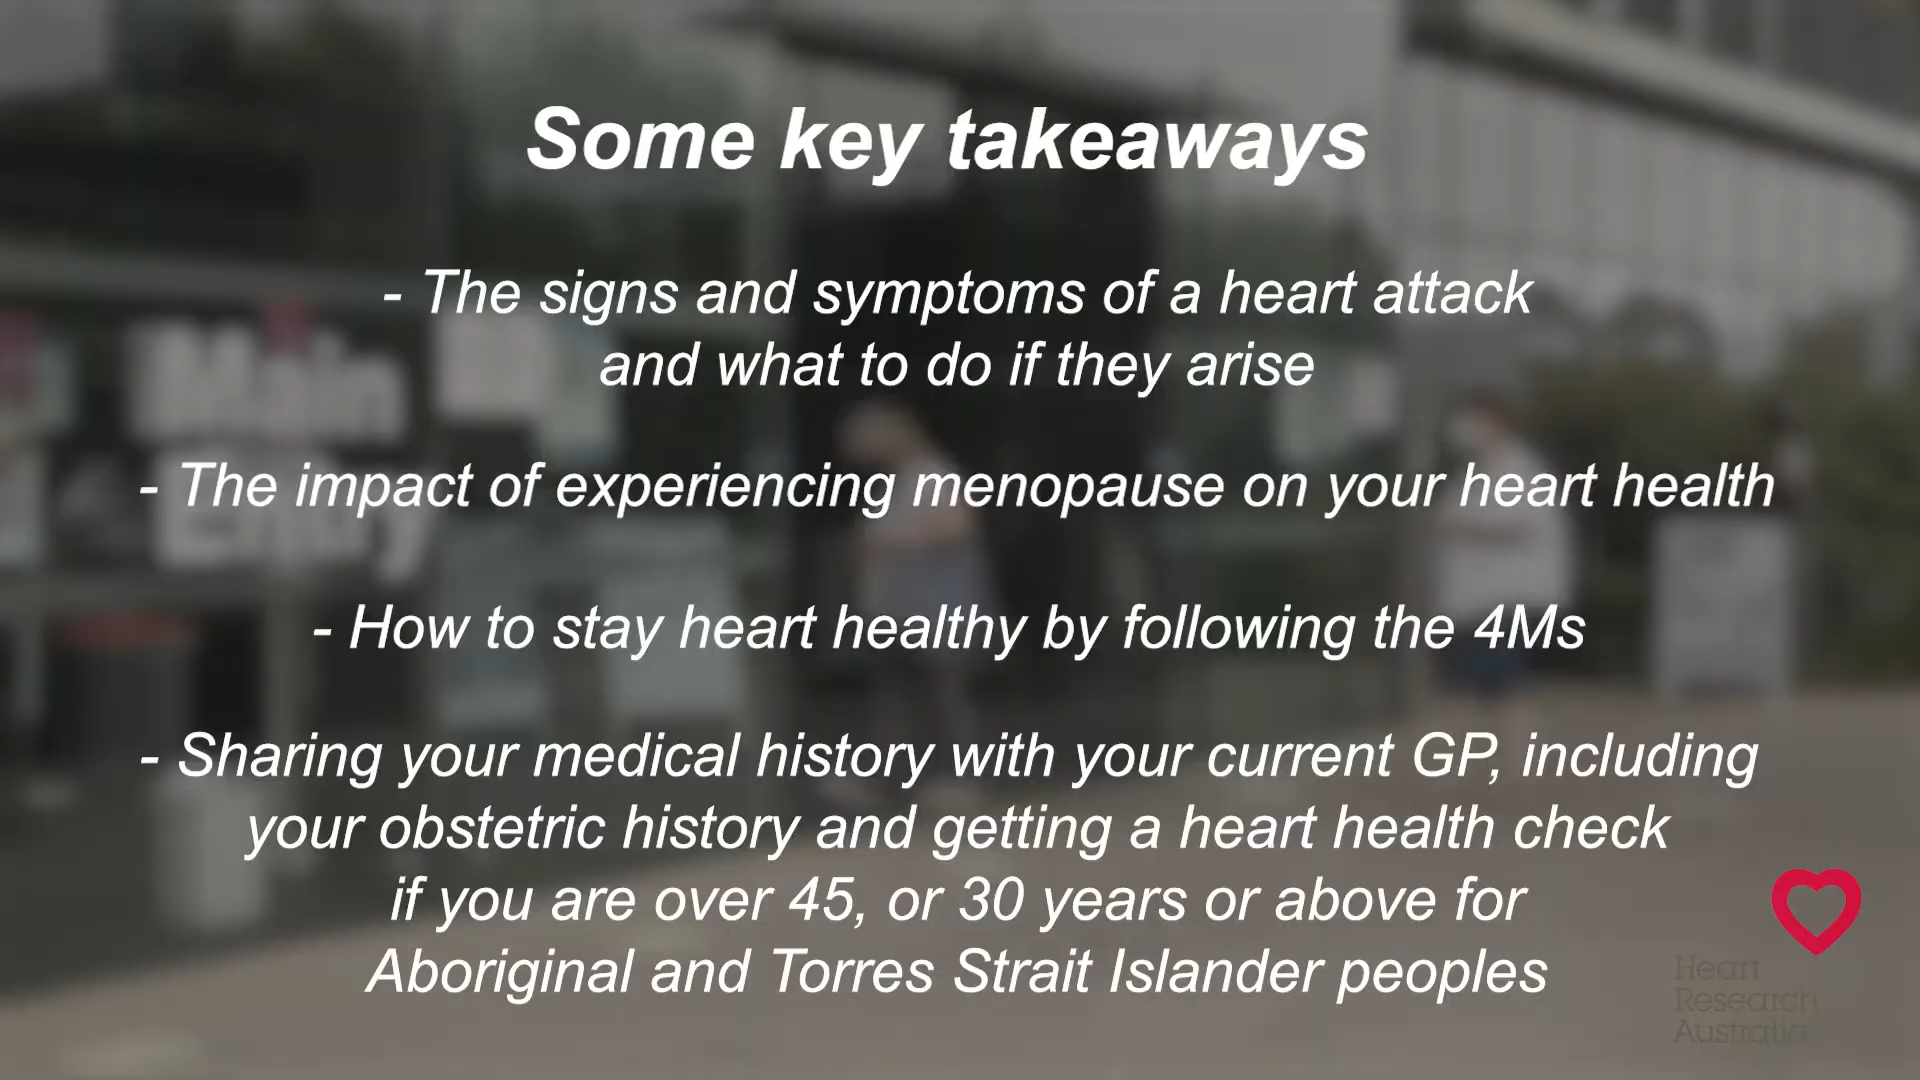 Some key takeaways
- The signs and symptoms of a heart attack
and what to do if they arise
- The impact of experiencing menopause on your heart health
- How to stay heart healthy by following the 4Ms
- Sharing your medical history with your current GP, including
your obstetric history and getting a heart health check
if you are over 45, or 30 years or above for
Aboriginal and Torres Strait Islander peoples
Main
Entry
Heart
Research
Australia